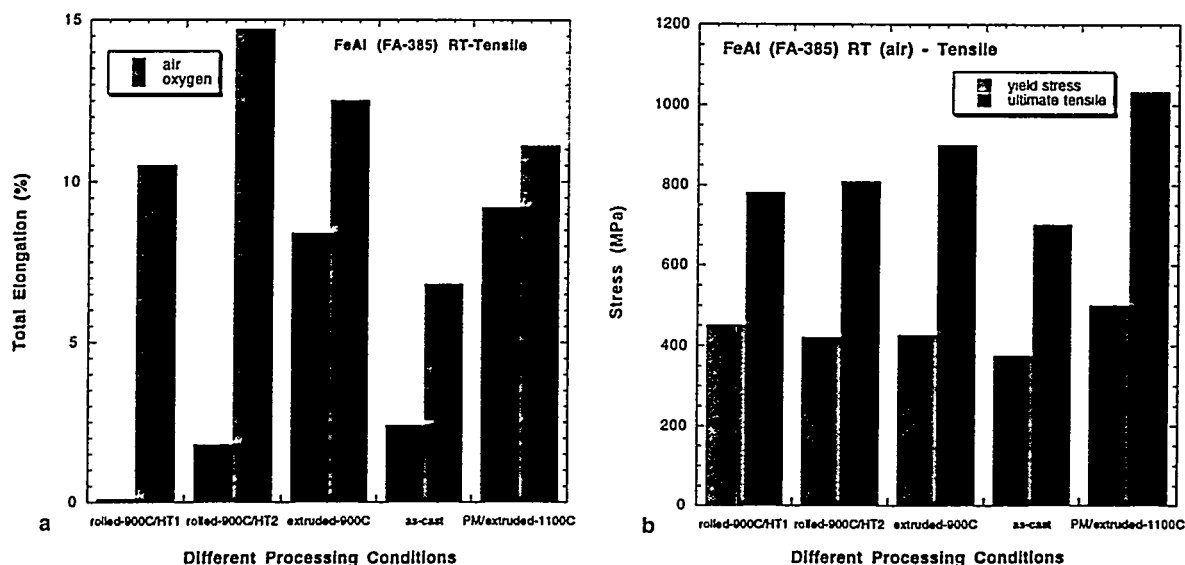 FeAl (FA-385) RT-Tensile
air
oxygen
Total Elongation (%)
15
10
5
0
rolled-900C/HT1
rolled-900C/HT2
extruded-900C
as-cast
PM/extruded-1100C
a
Different Processing Conditions
FeAl (FA-385) RT (air) - Tensile
yield stress
ultimate tensile
Stress (MPa)
1200
1000
800
600
400
200
0
rolled-900C/HT1
rolled-900C/HT2
extruded-900C
as-cast
PM/extruded-1100C
b
Different Processing Conditions